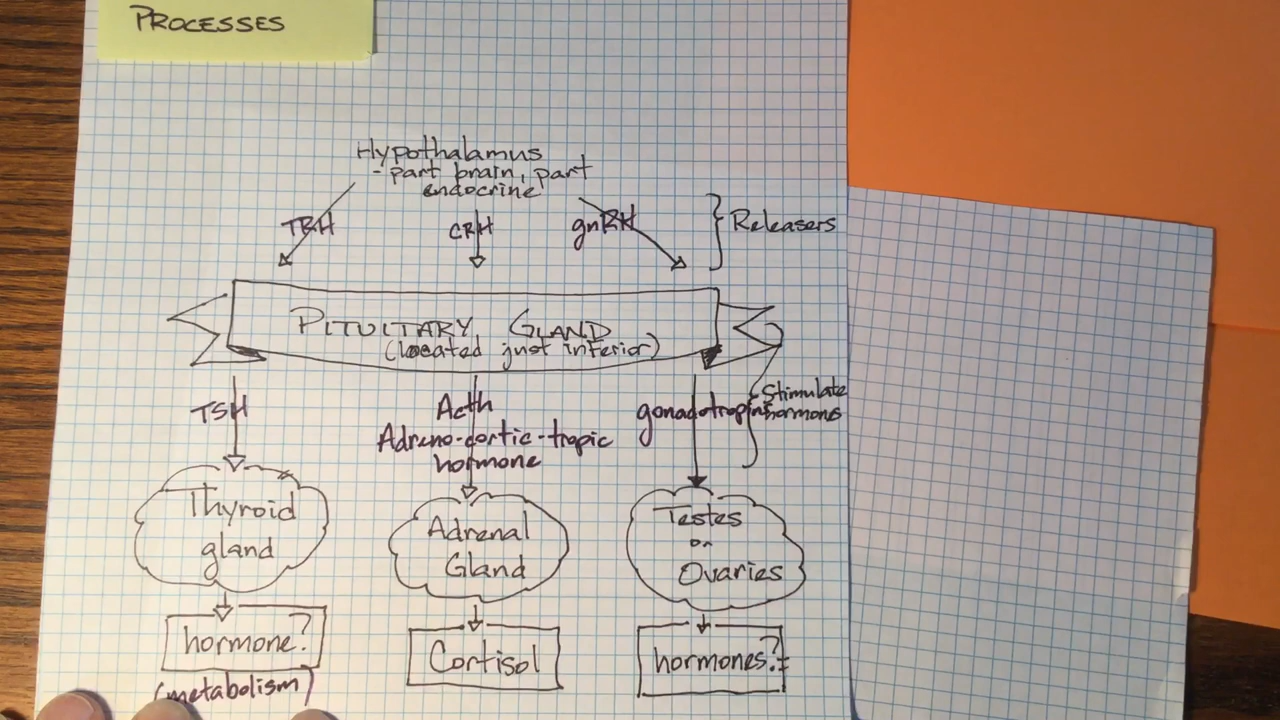 PROCESSES
Hypothalamus
- part brain, part
endocrine
TRH
CRH
gnRH
Releasers
PITUITARY GLAND
(located just inferior)
TSH
Acth
Adreno-cortic-tropic
hormone
gonadotropins
Stimulate
hormons
Thyroid
gland
Adrenal
Gland
Testes
or
Ovaries
hormone?
(metabolism)
Cortisol
hormones?